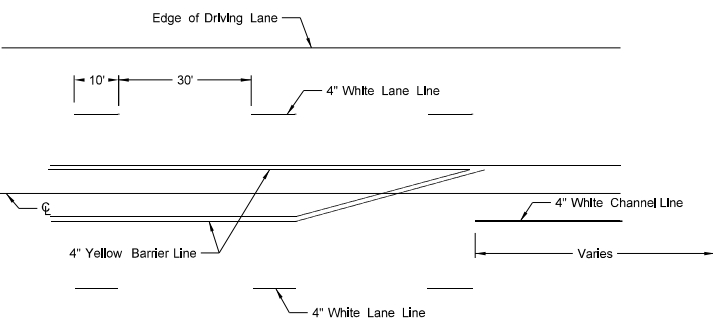 Edge of Driving Lane
10'
30'
4" White Lane Line
℄
4" White Channel Line
4" Yellow Barrier Line
Varies
4" White Lane Line